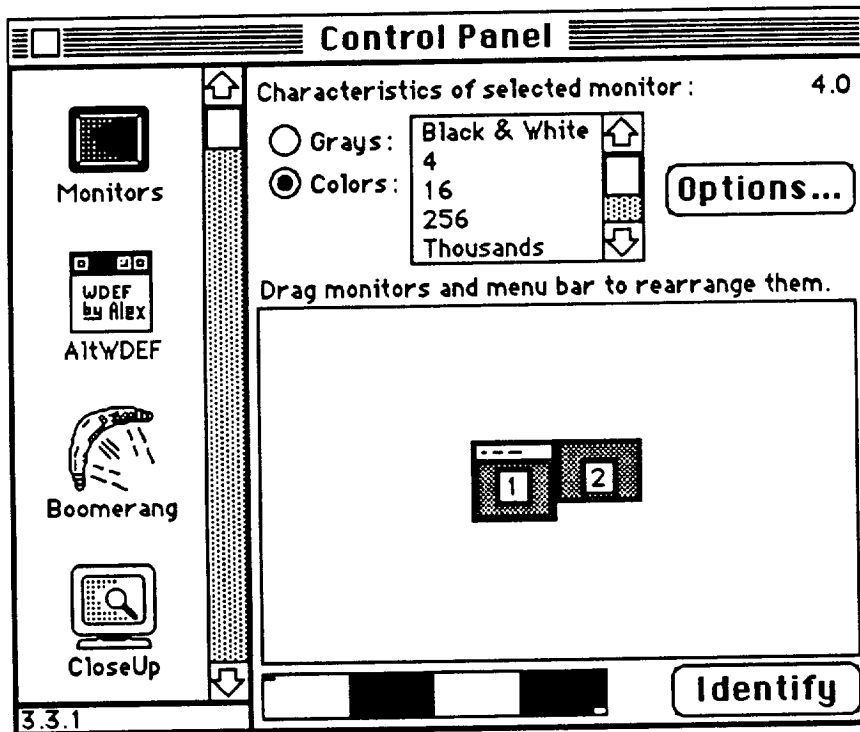 Control Panel
Monitors
WDEF
by Alex
AltWDEF
Boomerang
CloseUp
3.3.1
Characteristics of selected monitor: 4.0
Grays:
Colors:
Black & White
4
16
256
Thousands
Options...
Drag monitors and menu bar to rearrange them.
1
2
Identify